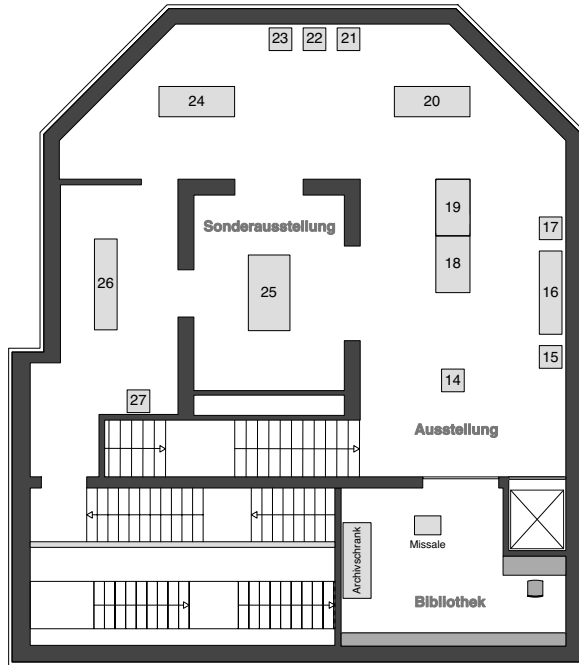 23 22 21
24 20
19
Sonderausstellung
17
18
26 25 16
15
14
27
Ausstellung
Archivschrank
Missale
Bibliothek